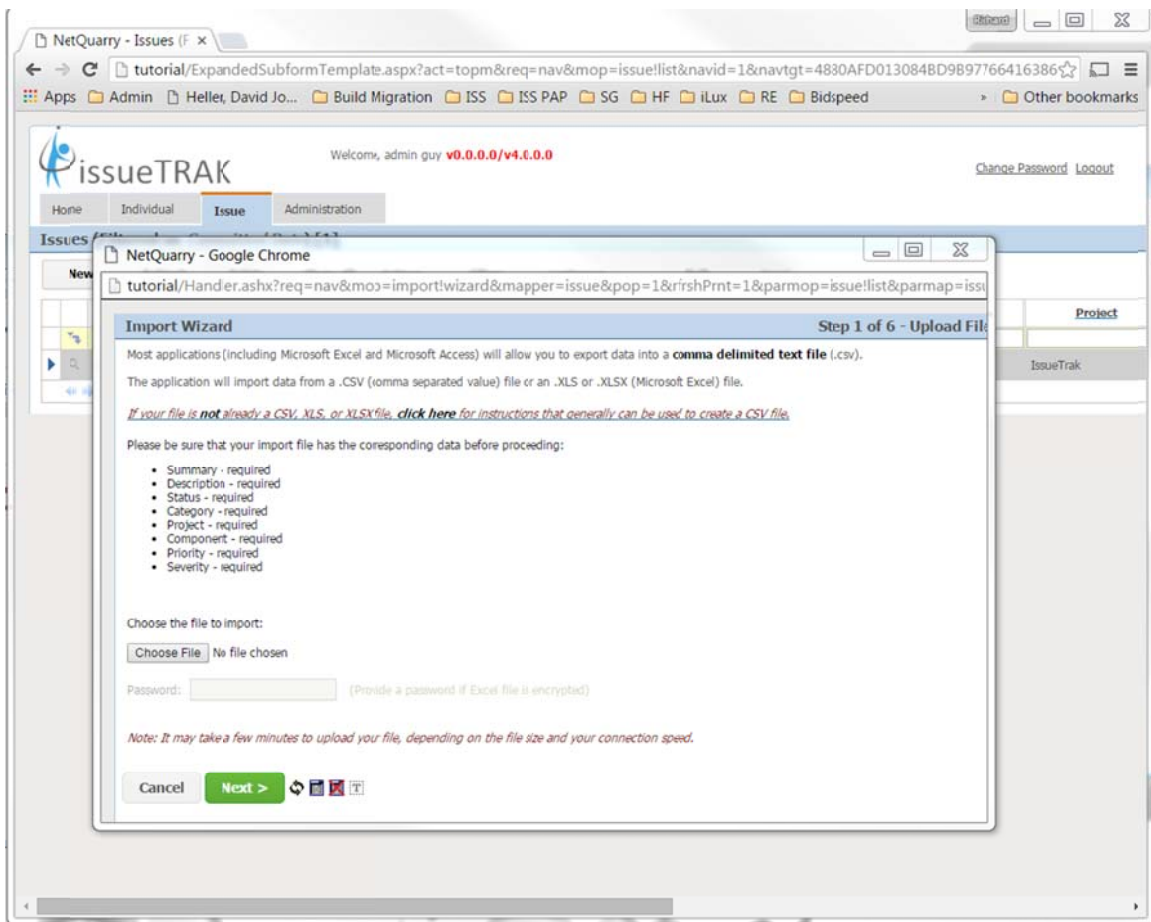 NetQuarry - Issues (F
tutorial/ExpandedSubformTemplate.aspx?act=topm&req=nav&mop=issue!list&navid=1&navtgt=4830AFD013084BD9B97766416386
Apps Admin Heller, David Jo... Build Migration ISS ISS PAP SG HF iLux RE Bidspeed » Other bookmarks
issueTRAK
Welcome, admin guy v0.0.0.0/v4.0.0.0
Change Password Logout
Home Individual Issue Administration
Issues
New
NetQuarry - Google Chrome
tutorial/Handler.ashx?req=nav&mop=import!wizard&mapper=issue&pop=1&rfrshPrnt=1&parmop=issue!list&parmap=issu
Project
IssueTrak
Import Wizard Step 1 of 6 - Upload File
Most applications (including Microsoft Excel and Microsoft Access) will allow you to export data into a comma delimited text file (.csv).
The application will import data from a .CSV (comma separated value) file or an .XLS or .XLSX (Microsoft Excel) file.
If your file is not already a CSV, XLS, or XLSX file, click here for instructions that generally can be used to create a CSV file.
Please be sure that your import file has the coresponding data before proceeding:
• Summary - required
• Description - required
• Status - required
• Category - required
• Project - required
• Component - required
• Priority - required
• Severity - required
Choose the file to import:
Choose File No file chosen
Password: (Provide a password if Excel file is encrypted)
Note: It may take a few minutes to upload your file, depending on the file size and your connection speed.
Cancel Next >